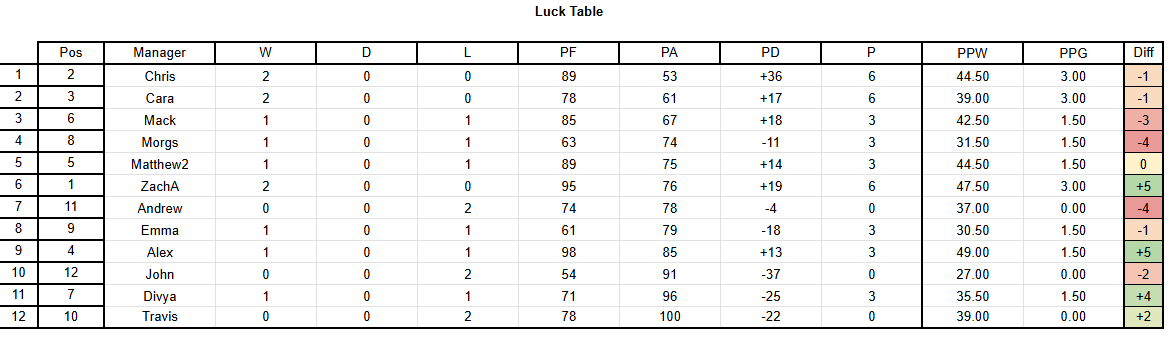 Luck Table
Pos Manager W D L PF PA PD P PPW PPG Diff
1 2 Chris 2 0 0 89 53 +36 6 44.50 3.00 -1
2 3 Cara 2 0 0 78 61 +17 6 39.00 3.00 -1
3 6 Mack 1 0 1 85 67 +18 3 42.50 1.50 -3
4 8 Morgs 1 0 1 63 74 -11 3 31.50 1.50 -4
5 5 Matthew2 1 0 1 89 75 +14 3 44.50 1.50 0
6 1 ZachA 2 0 0 95 76 +19 6 47.50 3.00 +5
7 11 Andrew 0 0 2 74 78 -4 0 37.00 0.00 -4
8 9 Emma 1 0 1 61 79 -18 3 30.50 1.50 -1
9 4 Alex 1 0 1 98 85 +13 3 49.00 1.50 +5
10 12 John 0 0 2 54 91 -37 0 27.00 0.00 -2
11 7 Divya 1 0 1 71 96 -25 3 35.50 1.50 +4
12 10 Travis 0 0 2 78 100 -22 0 39.00 0.00 +2